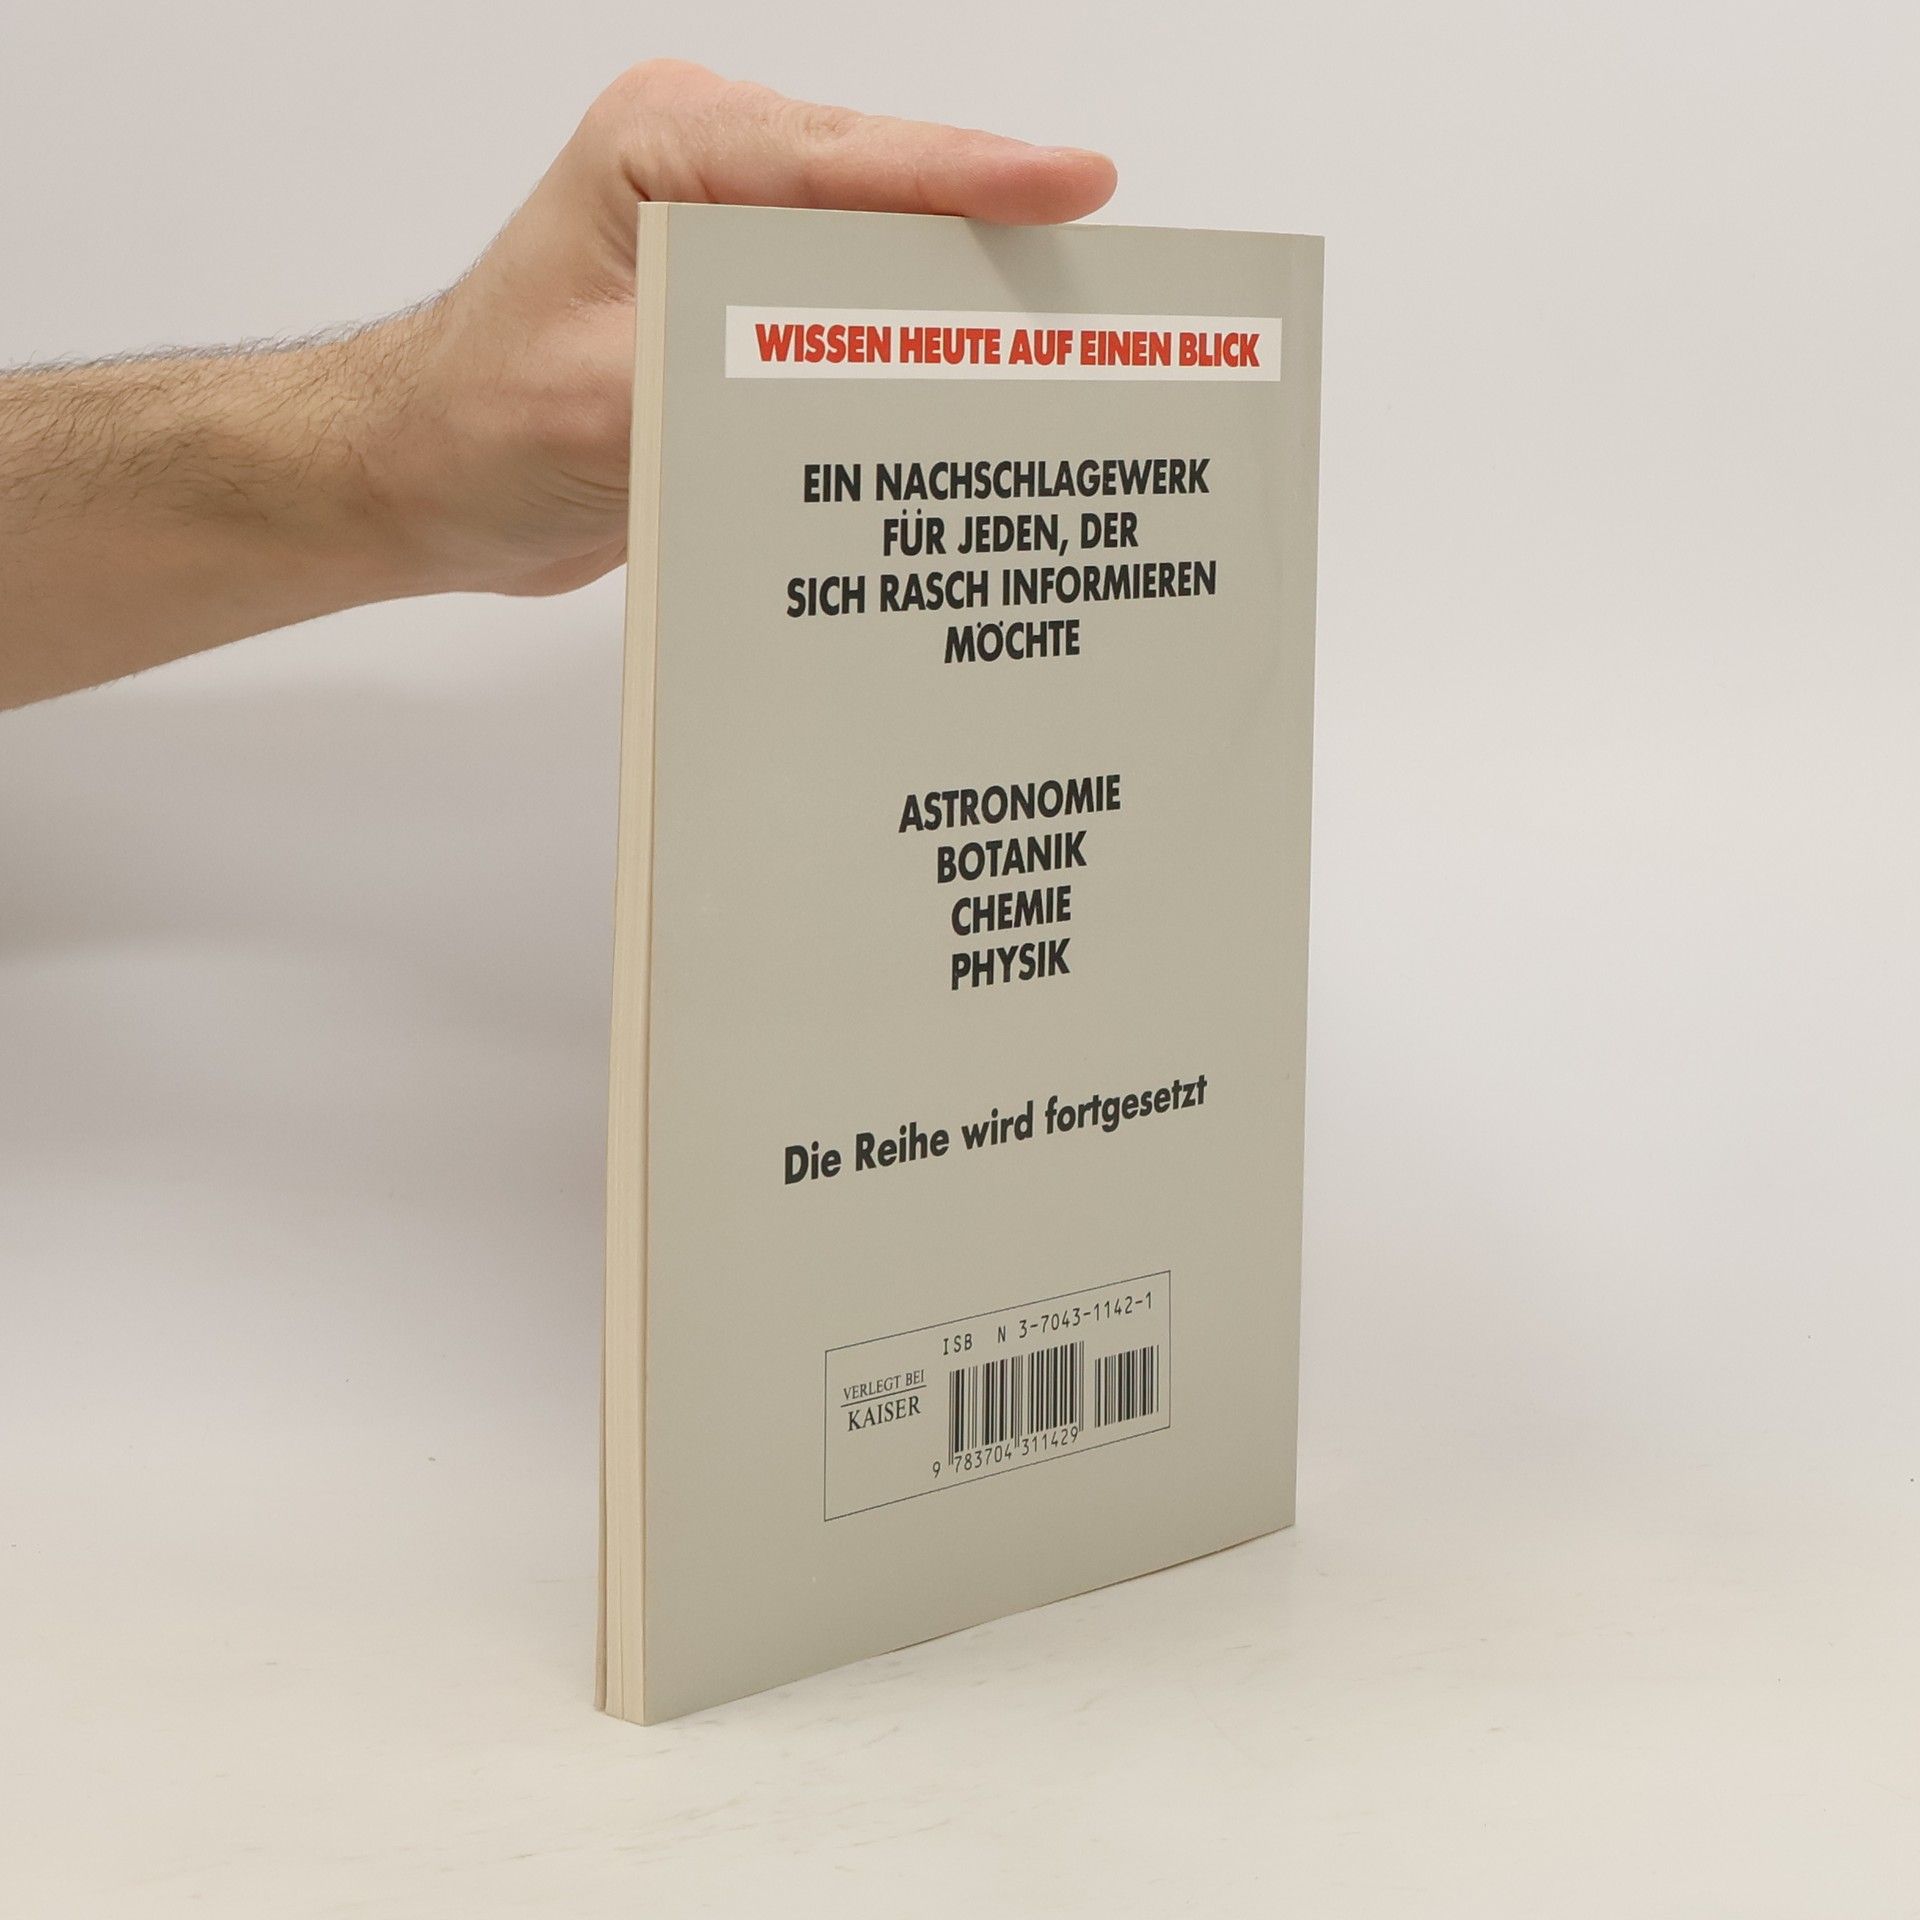 WISSEN HEUTE AUF EINEN BLICK
EIN NACHSCHLAGEWERK
FÜR JEDEN, DER
SICH RASCH INFORMIEREN
MÖCHTE
ASTRONOMIE
BOTANIK
CHEMIE
PHYSIK
Die Reihe wird fortgesetzt
ISB N 3-7043-1142-1
VERLEGT BEI
KAISER
9 783704 311429